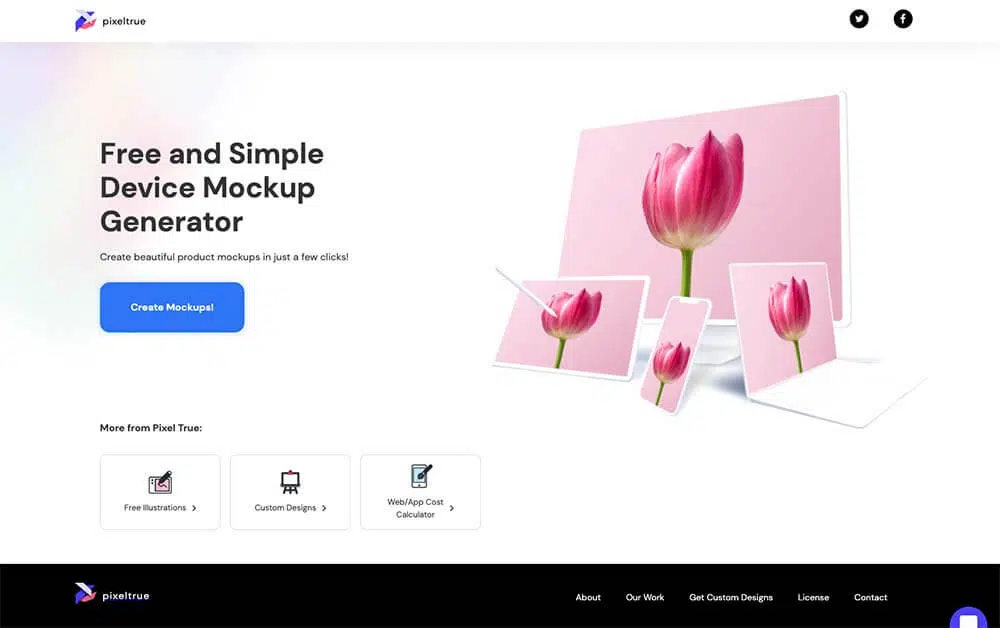 pixeltrue
Free and Simple
Device Mockup
Generator
Create beautiful product mockups in just a few clicks!
Create Mockups!
More from Pixel True:
Free Illustrations
Custom Designs
Web/App Cost
Calculator
pixeltrue
About
Our Work
Get Custom Designs
License
Contact